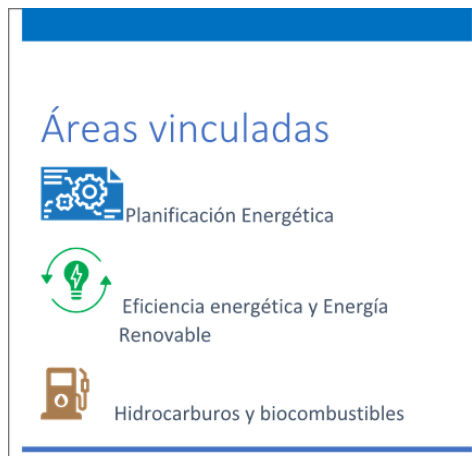 Áreas vinculadas
Planificación Energética
Eficiencia energética y Energía
Renovable
Hidrocarburos y biocombustibles